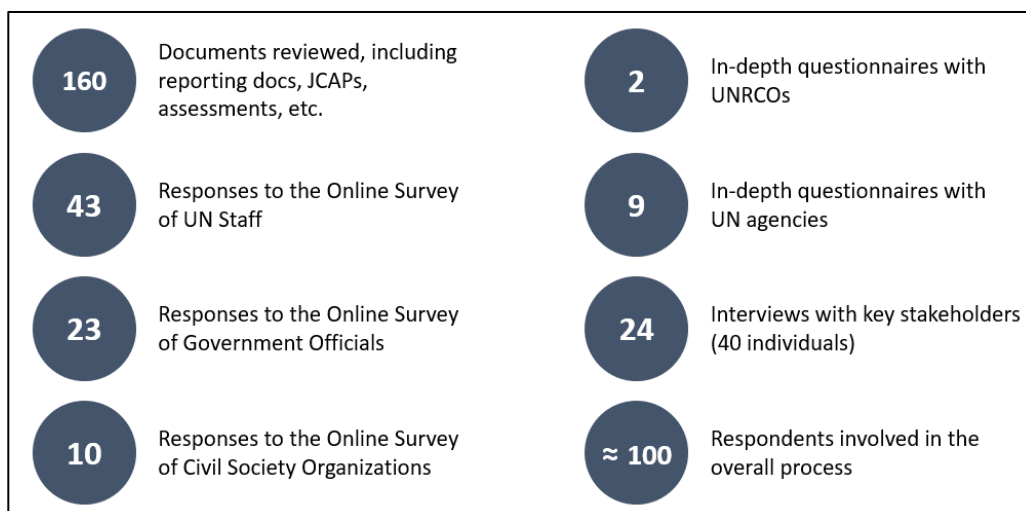 160
Documents reviewed, including
reporting docs, JCAPs,
assessments, etc.
43
Responses to the Online Survey
of UN Staff
23
Responses to the Online Survey
of Government Officials
10
Responses to the Online Survey
of Civil Society Organizations
2
In-depth questionnaires with
UNRCOs
9
In-depth questionnaires with
UN agencies
24
Interviews with key stakeholders
(40 individuals)
≈ 100
Respondents involved in the
overall process